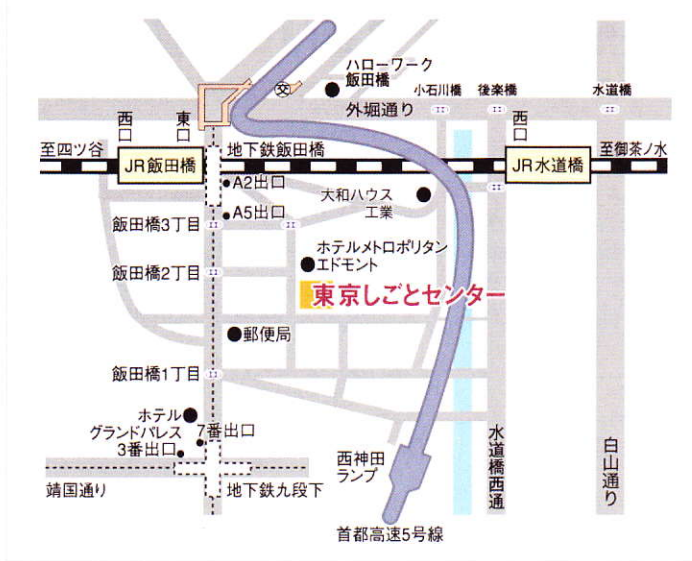 ハローワーク
飯田橋
小石川橋
後楽橋
水道橋
外堀通り
交
西口
東口
西口
至四ツ谷
地下鉄飯田橋
至御茶ノ水
JR飯田橋
JR水道橋
A2出口
大和ハウス
工業
A5出口
飯田橋3丁目
ホテルメトロポリタン
エドモント
飯田橋2丁目
東京しごとセンター
郵便局
飯田橋1丁目
ホテル
グランドパレス
7番出口
3番出口
西神田
ランプ
水道橋西通
白山通り
靖国通り
地下鉄九段下
首都高速5号線